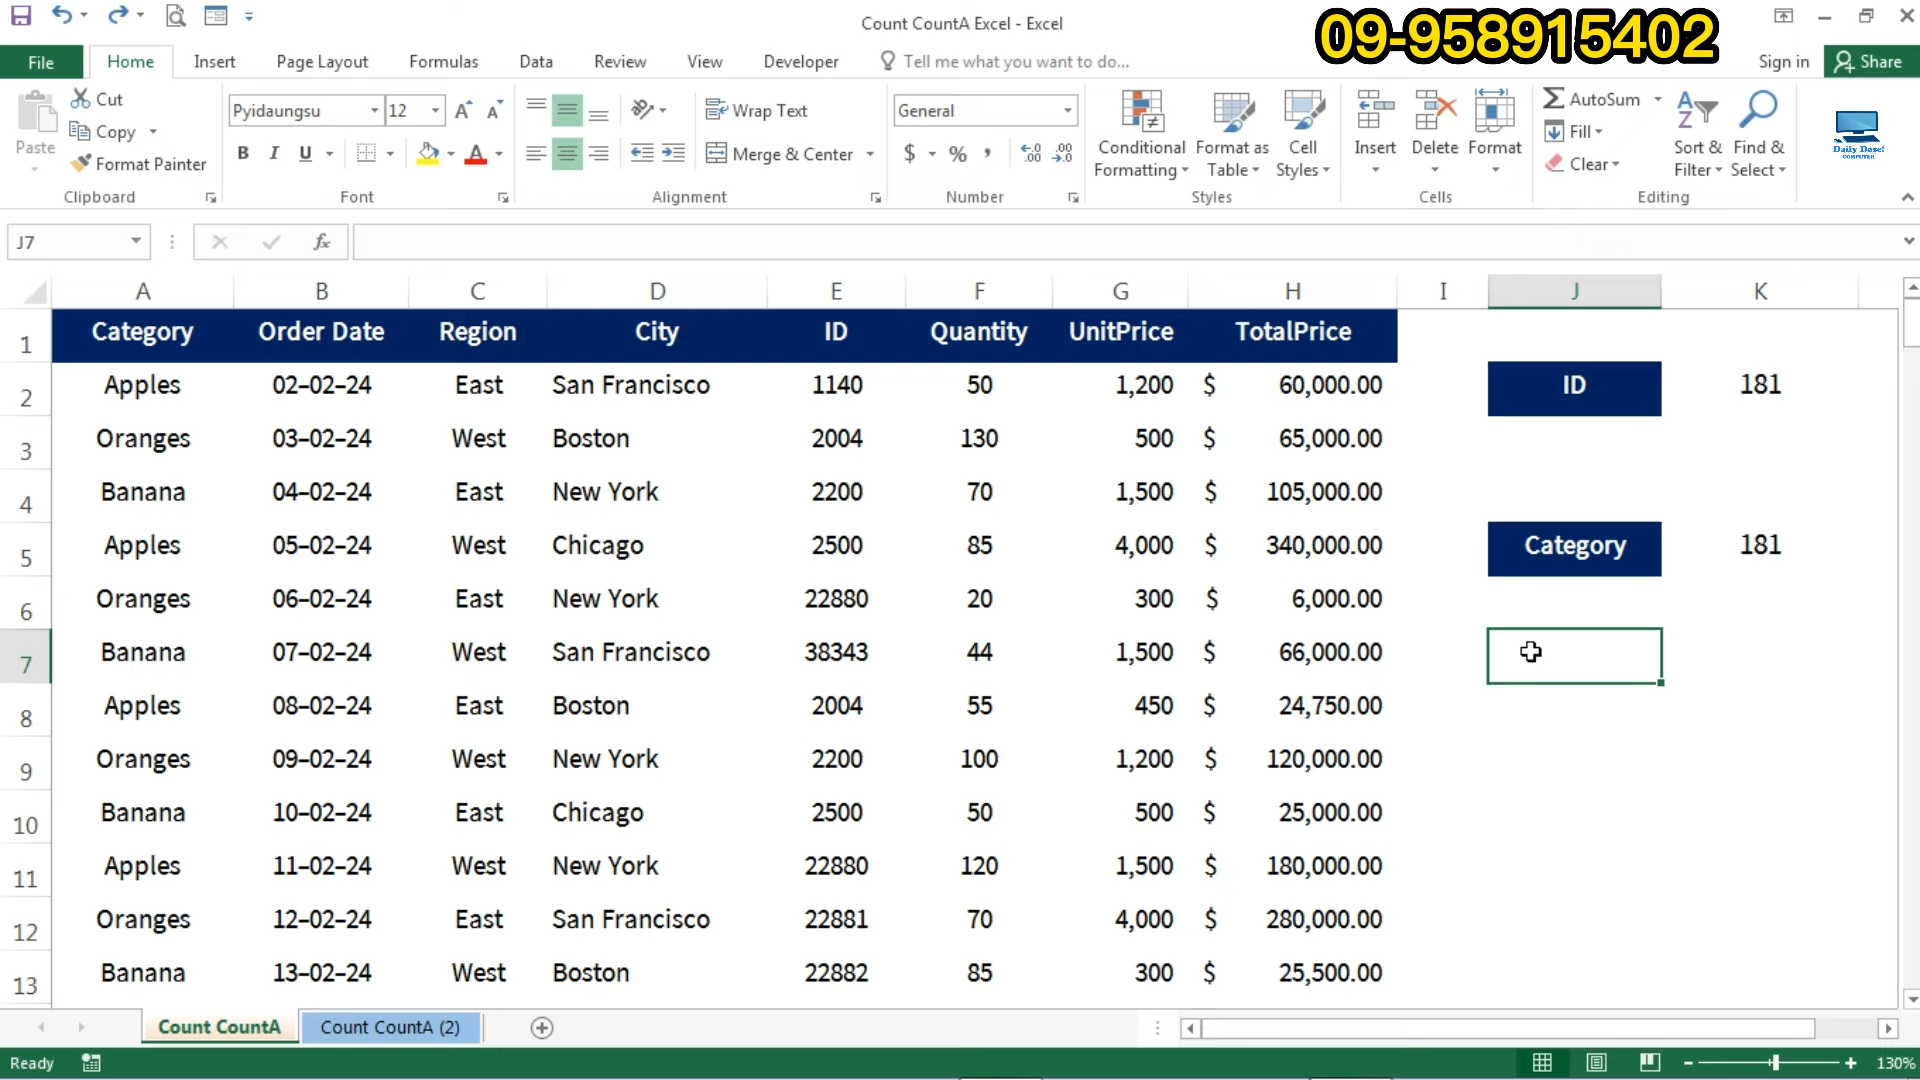 Count CountA Excel - Excel
09-958915402
File Home Insert Page Layout Formulas Data Review View Developer Tell me what you want to do... Sign in Share
Paste Cut Copy Format Painter Clipboard
Pyidaungsu 12 B I U A Font
Wrap Text Merge & Center Alignment
General $ % , Number
Conditional Formatting Format as Table Cell Styles Styles
Insert Delete Format Cells
AutoSum Fill Clear Sort & Filter Find & Select Editing
Daily Dose!
COMPUTER
J7 fx
A B C D E F G H I J K
1 Category Order Date Region City ID Quantity UnitPrice TotalPrice
2 Apples 02-02-24 East San Francisco 1140 50 1,200 $ 60,000.00 ID 181
3 Oranges 03-02-24 West Boston 2004 130 500 $ 65,000.00
4 Banana 04-02-24 East New York 2200 70 1,500 $ 105,000.00
5 Apples 05-02-24 West Chicago 2500 85 4,000 $ 340,000.00 Category 181
6 Oranges 06-02-24 East New York 22880 20 300 $ 6,000.00
7 Banana 07-02-24 West San Francisco 38343 44 1,500 $ 66,000.00
8 Apples 08-02-24 East Boston 2004 55 450 $ 24,750.00
9 Oranges 09-02-24 West New York 2200 100 1,200 $ 120,000.00
10 Banana 10-02-24 East Chicago 2500 50 500 $ 25,000.00
11 Apples 11-02-24 West New York 22880 120 1,500 $ 180,000.00
12 Oranges 12-02-24 East San Francisco 22881 70 4,000 $ 280,000.00
13 Banana 13-02-24 West Boston 22882 85 300 $ 25,500.00
Count CountA Count CountA (2)
Ready 130%